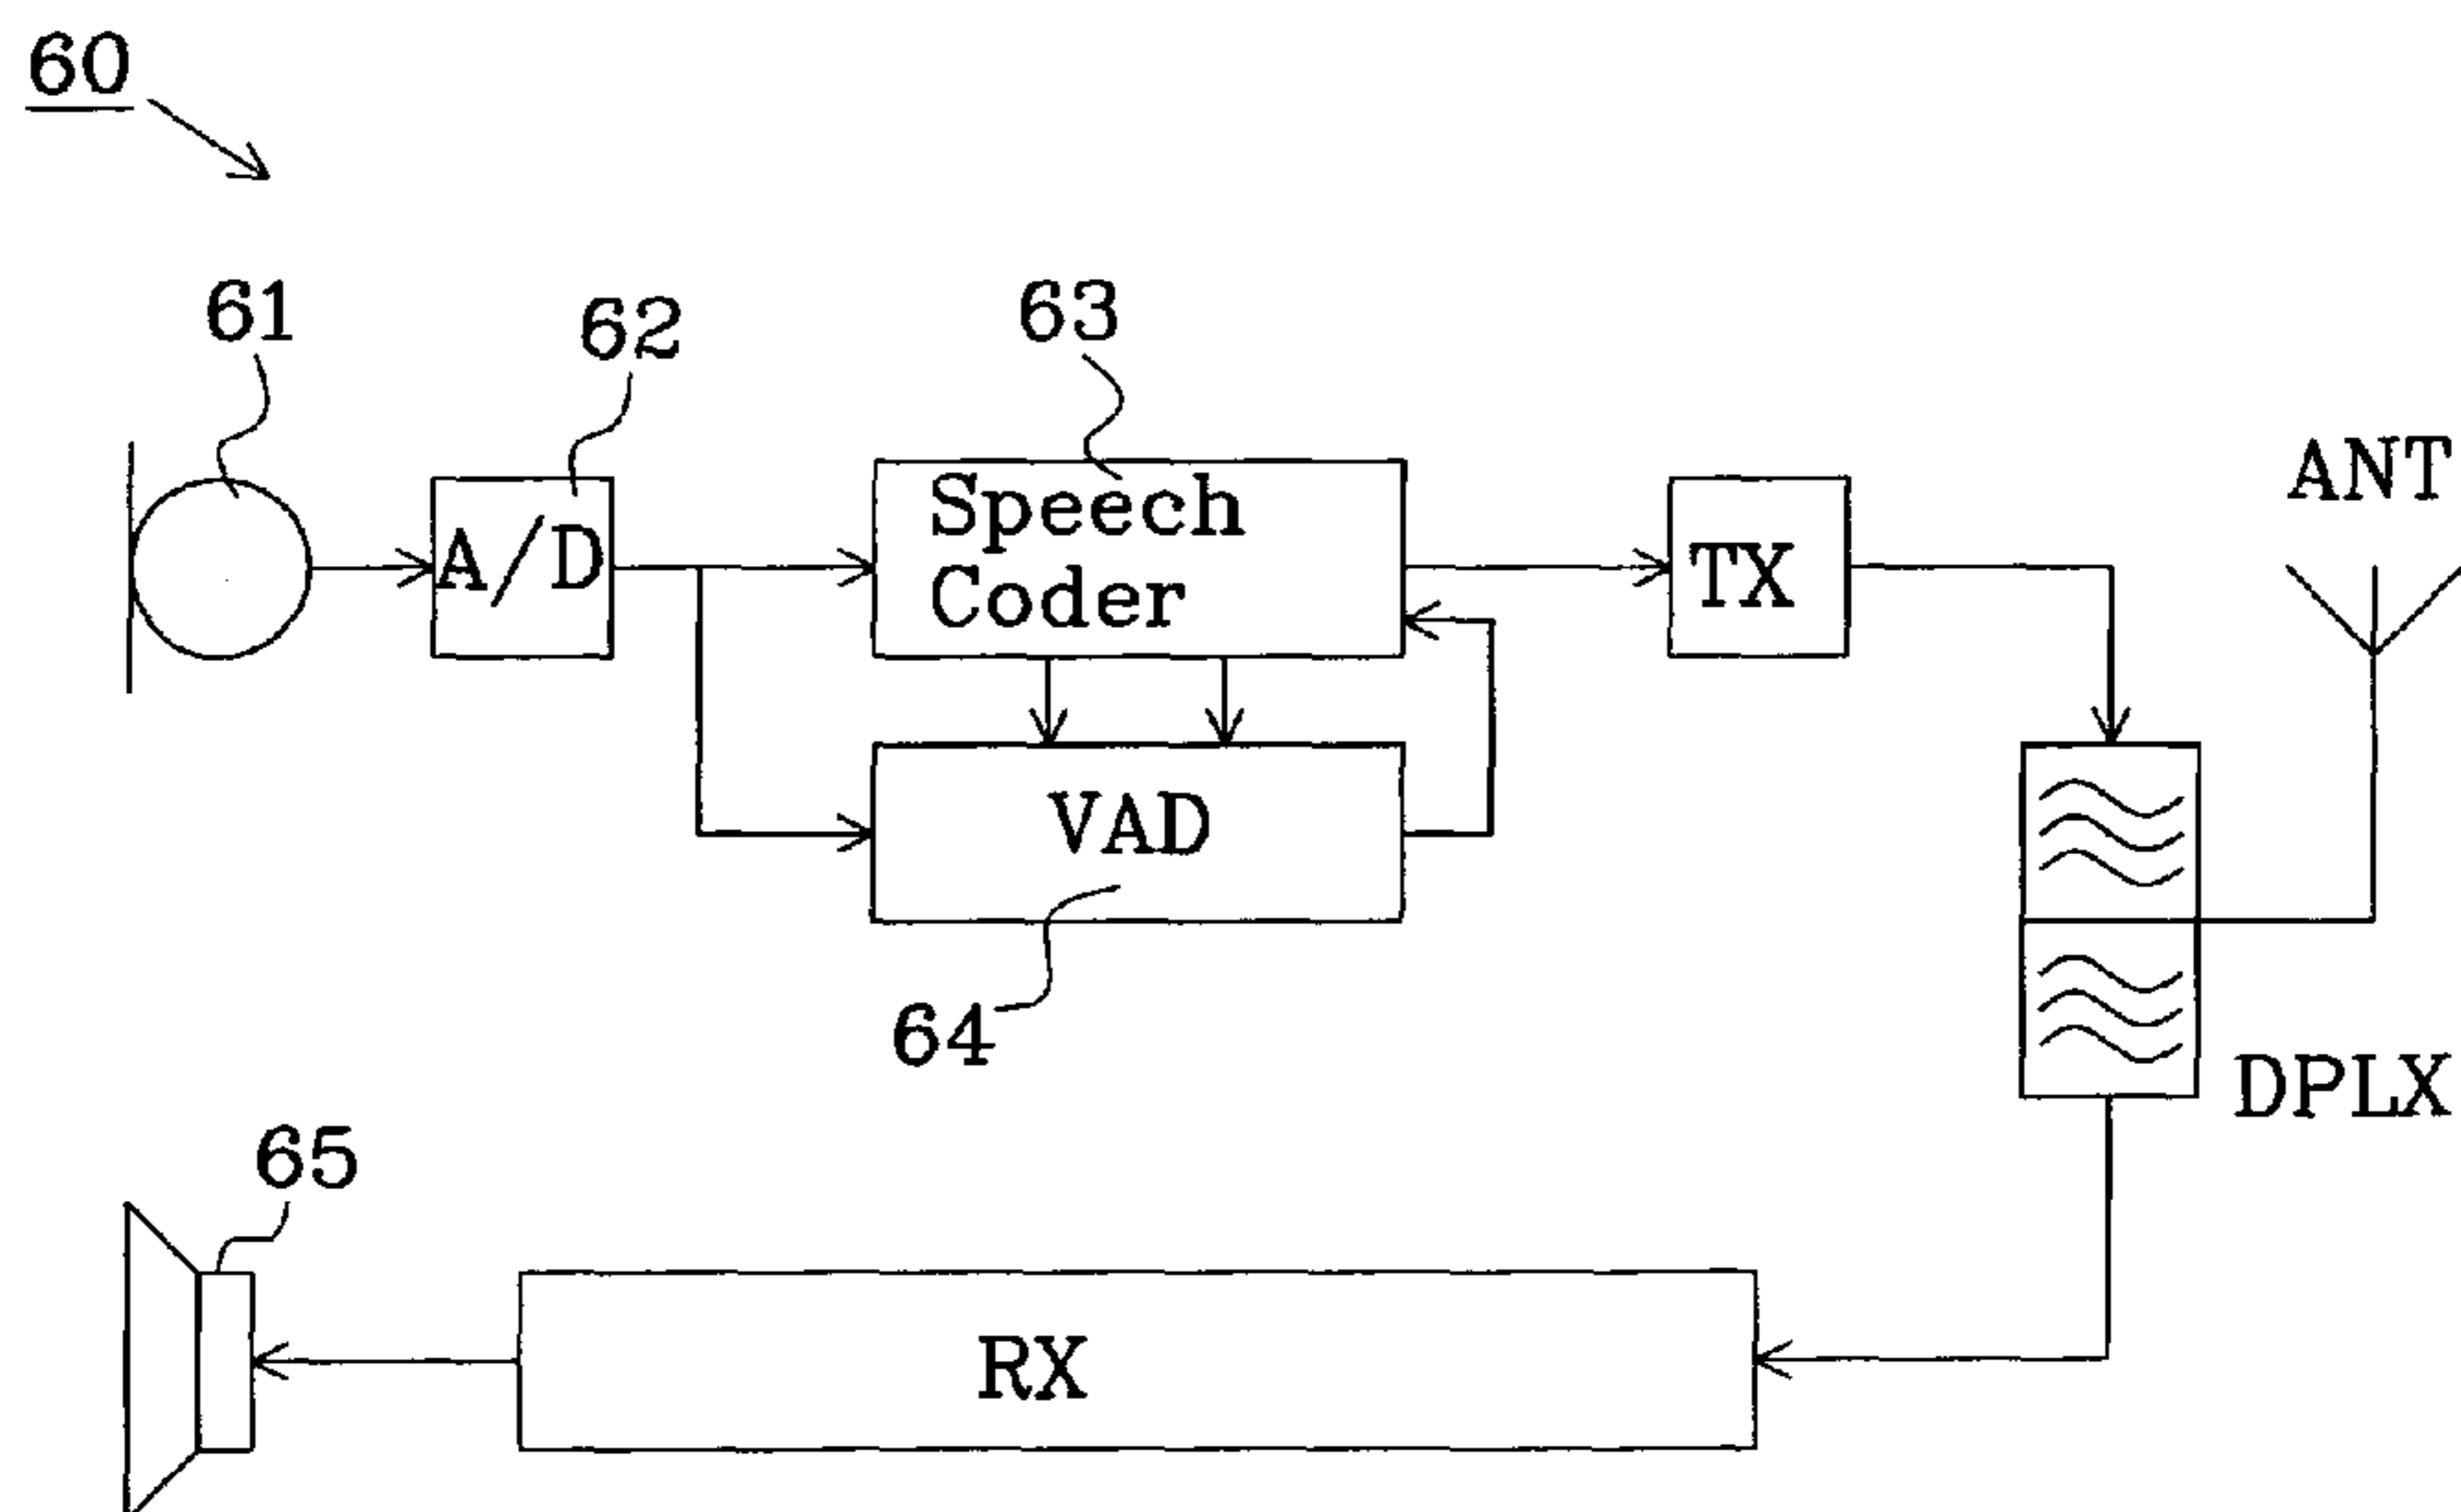 60
61
62
63
A/D
Speech
Coder
TX
ANT
VAD
64
DPLX
65
RX